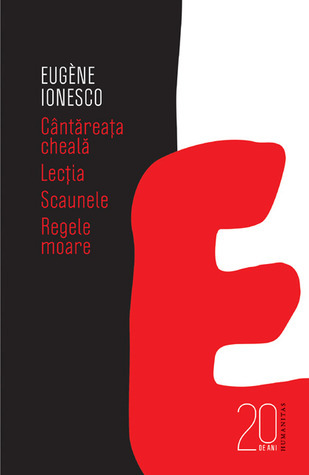 EUGÈNE
IONESCO
Cântăreața
cheală
Lecția
Scaunele
Regele
moare
E
20
DE ANI
HUMANITAS